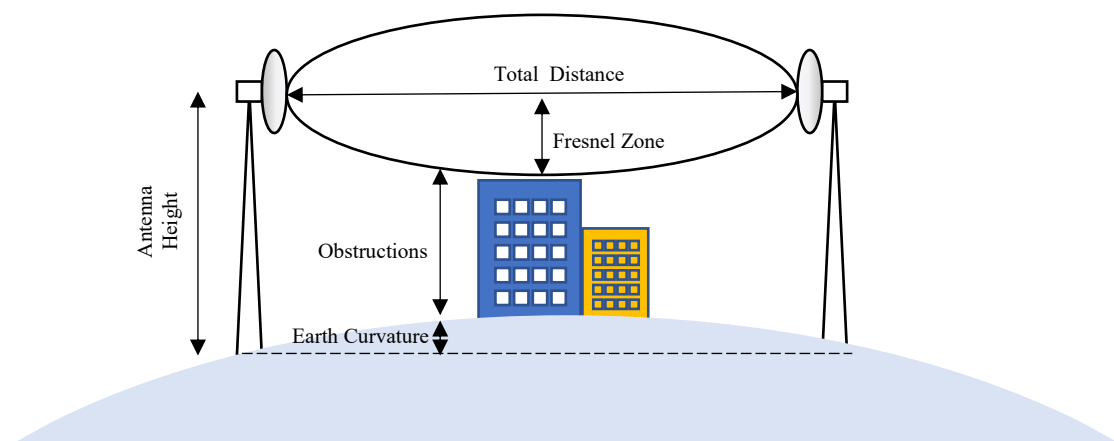 Total Distance
Fresnel Zone
Antenna
Height
Obstructions
Earth Curvature